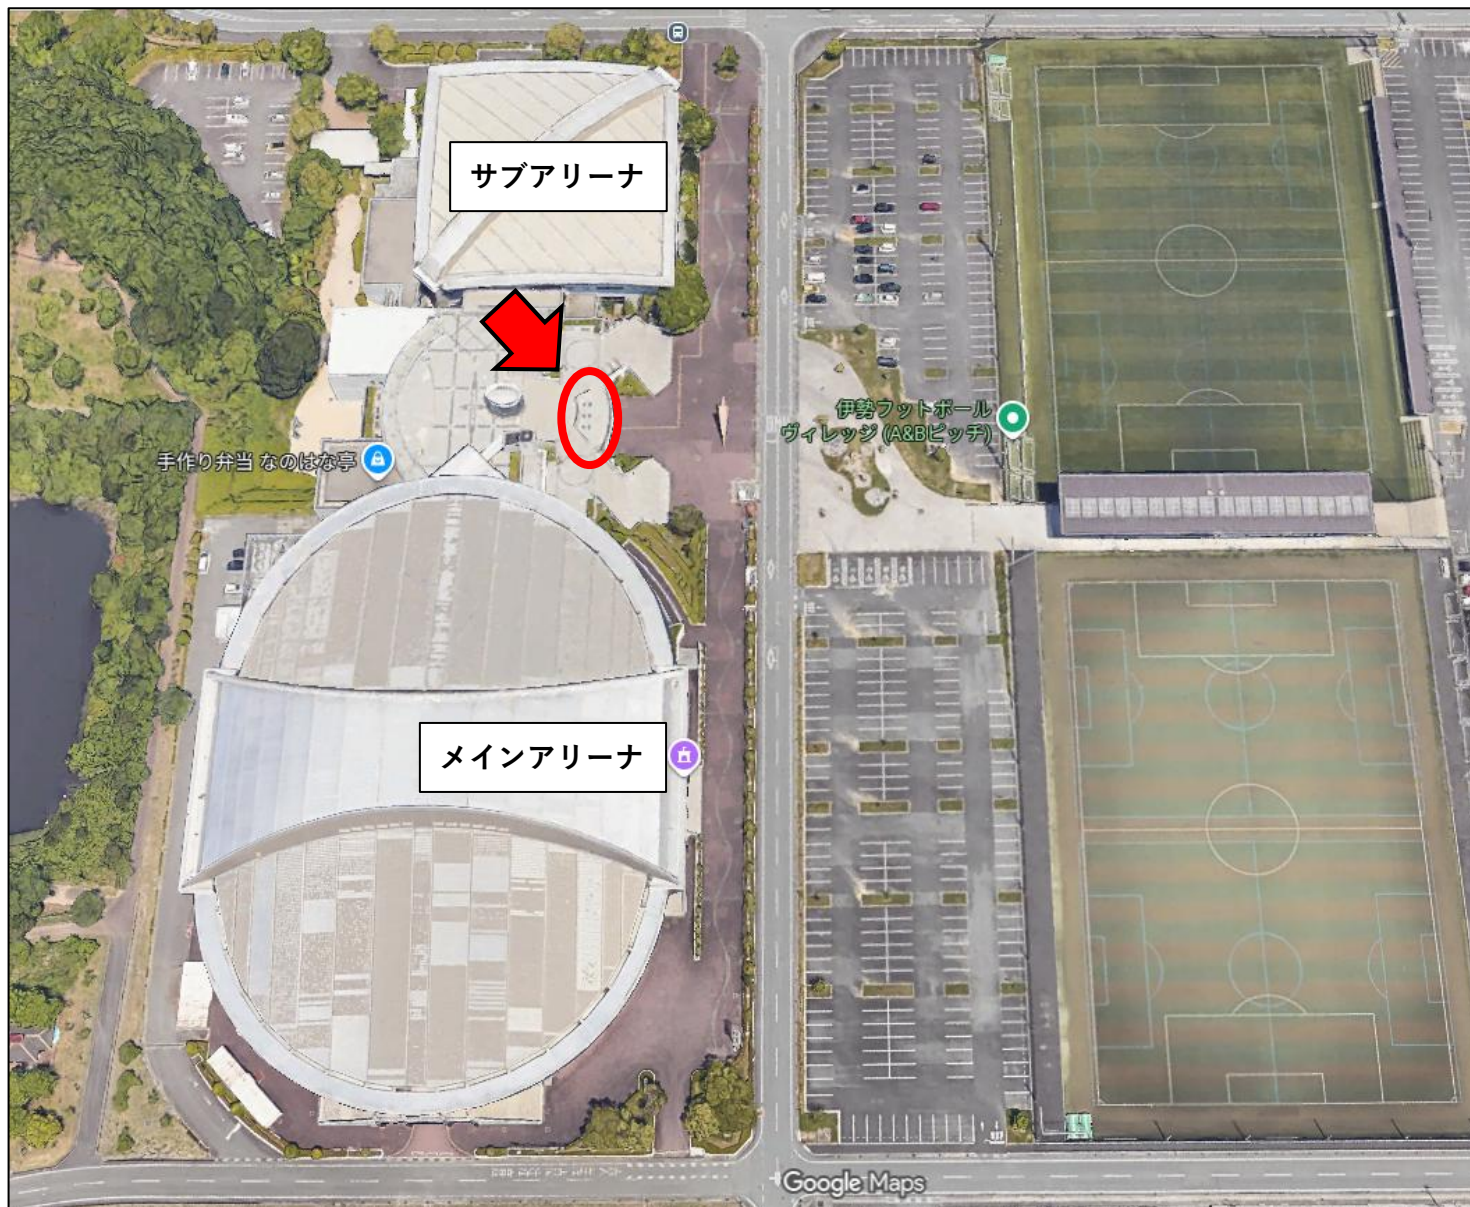 サブアリーナ
伊勢フットボール
ヴィレッジ (A&Bピッチ)
手作り弁当 なのはな亭
メインアリーナ
Google Maps